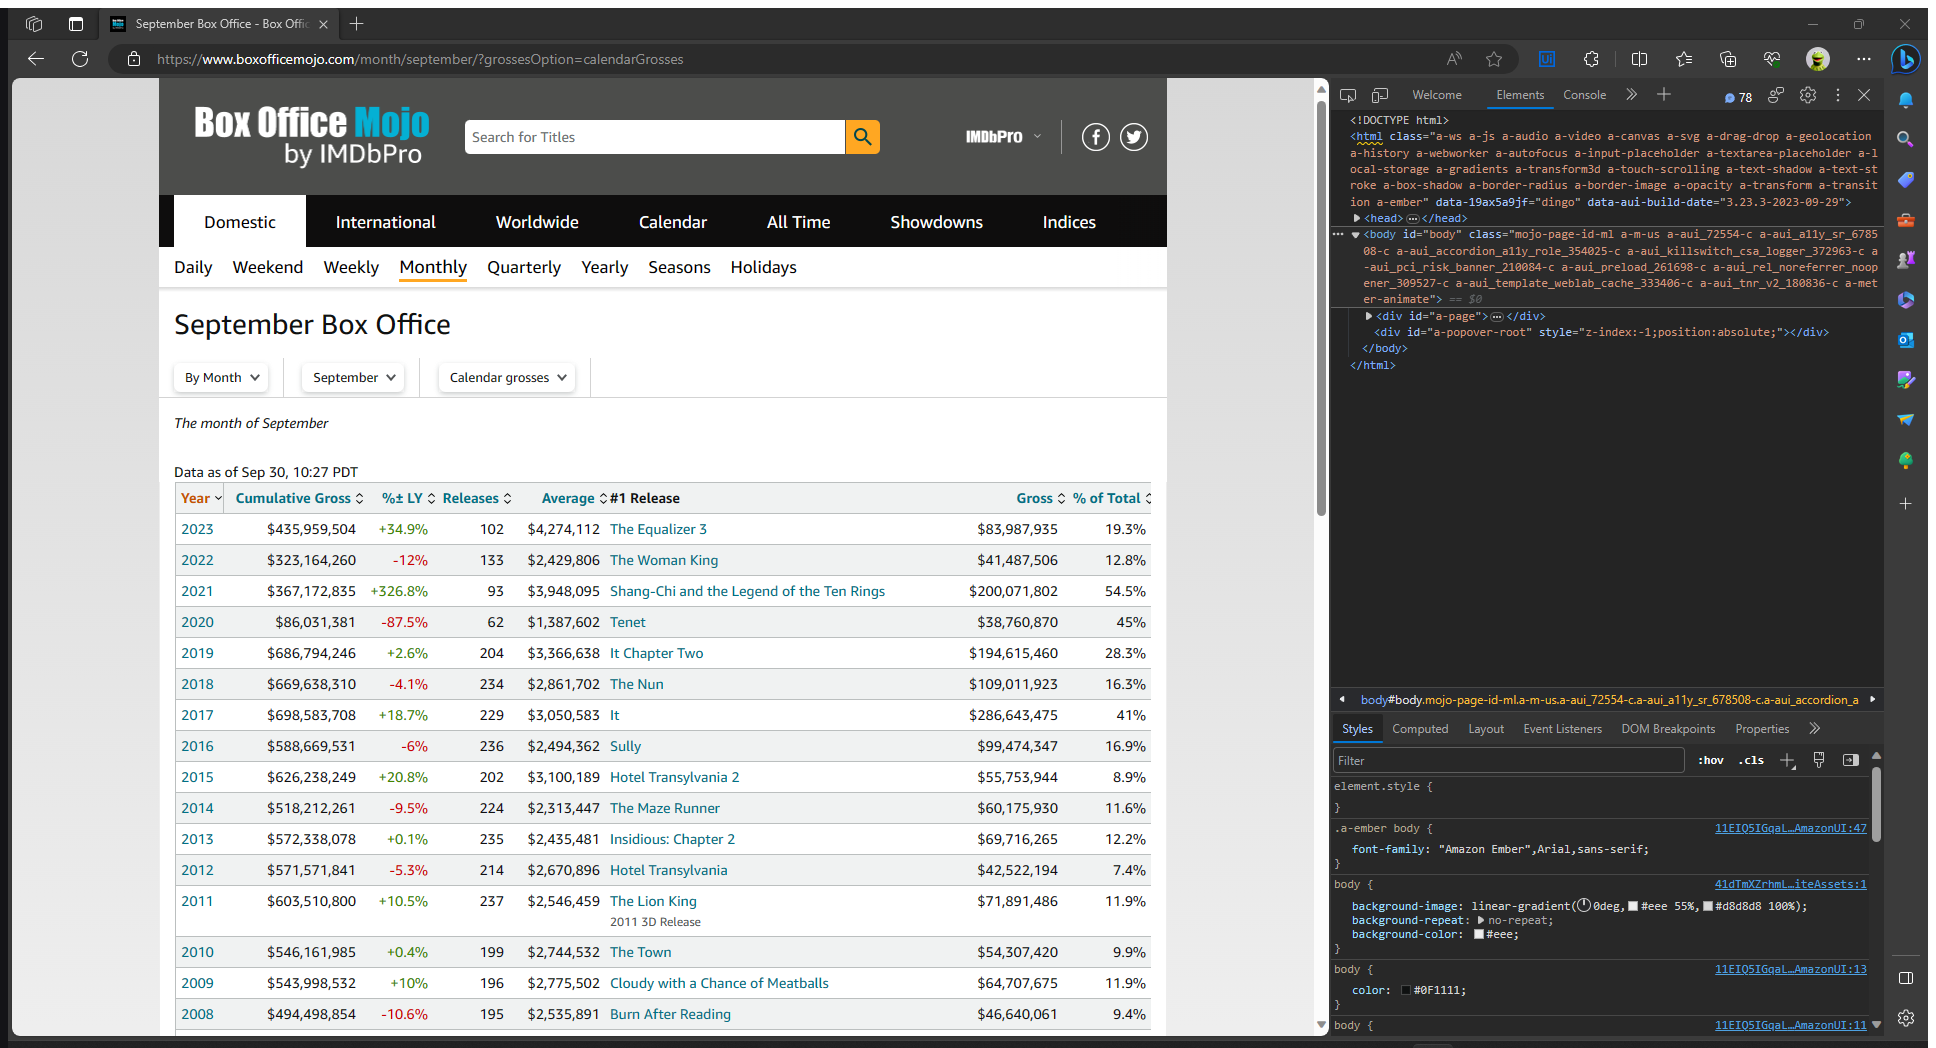 September Box Office - Box Offic
https://www.boxofficemojo.com/month/september/?grossesOption=calendarGrosses
Box Office Mojo
by IMDbPro
Search for Titles
IMDbPro
Domestic International Worldwide Calendar All Time Showdowns Indices
Daily Weekend Weekly Monthly Quarterly Yearly Seasons Holidays
September Box Office
By Month September Calendar grosses
The month of September
Data as of Sep 30, 10:27 PDT
Year Cumulative Gross %± LY Releases Average #1 Release Gross % of Total
2023 $435,959,504 +34.9% 102 $4,274,112 The Equalizer 3 $83,987,935 19.3%
2022 $323,164,260 -12% 133 $2,429,806 The Woman King $41,487,506 12.8%
2021 $367,172,835 +326.8% 93 $3,948,095 Shang-Chi and the Legend of the Ten Rings $200,071,802 54.5%
2020 $86,031,381 -87.5% 62 $1,387,602 Tenet $38,760,870 45%
2019 $686,794,246 +2.6% 204 $3,366,638 It Chapter Two $194,615,460 28.3%
2018 $669,638,310 -4.1% 234 $2,861,702 The Nun $109,011,923 16.3%
2017 $698,583,708 +18.7% 229 $3,050,583 It $286,643,475 41%
2016 $588,669,531 -6% 236 $2,494,362 Sully $99,474,347 16.9%
2015 $626,238,249 +20.8% 202 $3,100,189 Hotel Transylvania 2 $55,753,944 8.9%
2014 $518,212,261 -9.5% 224 $2,313,447 The Maze Runner $60,175,930 11.6%
2013 $572,338,078 +0.1% 235 $2,435,481 Insidious: Chapter 2 $69,716,265 12.2%
2012 $571,571,841 -5.3% 214 $2,670,896 Hotel Transylvania $42,522,194 7.4%
2011 $603,510,800 +10.5% 237 $2,546,459 The Lion King $71,891,486 11.9%
2011 3D Release
2010 $546,161,985 +0.4% 199 $2,744,532 The Town $54,307,420 9.9%
2009 $543,998,532 +10% 196 $2,775,502 Cloudy with a Chance of Meatballs $64,707,675 11.9%
2008 $494,498,854 -10.6% 195 $2,535,891 Burn After Reading $46,640,061 9.4%
Welcome Elements Console 78
<!DOCTYPE html>
<html class="a-ws a-js a-audio a-video a-canvas a-svg a-drag-drop a-geolocation
a-history a-webworker a-autofocus a-input-placeholder a-textarea-placeholder a-l
ocal-storage a-gradients a-transform3d a-touch-scrolling a-text-shadow a-text-st
roke a-box-shadow a-border-radius a-border-image a-opacity a-transform a-transit
ion a-ember" data-19ax5a9jf="dingo" data-aui-build-date="3.23.3-2023-09-29">
<head>…</head>
<body id="body" class="mojo-page-id-ml a-m-us a-aui_72554-c a-aui_a11y_sr_6785
08-c a-aui_accordion_a11y_role_354025-c a-aui_killswitch_csa_logger_372963-c a
-aui_pci_risk_banner_210084-c a-aui_preload_261698-c a-aui_rel_noreferrer_noop
ener_309527-c a-aui_template_weblab_cache_333406-c a-aui_tnr_v2_180836-c a-met
er-animate"> == $0
<div id="a-page">…</div>
<div id="a-popover-root" style="z-index:-1;position:absolute;"></div>
</body>
</html>
body#body.mojo-page-id-ml.a-m-us.a-aui_72554-c.a-aui_a11y_sr_678508-c.a-aui_accordion_a
Styles Computed Layout Event Listeners DOM Breakpoints Properties
Filter :hov .cls
element.style {
}
.a-ember body { 11EIQ5IGqaL…AmazonUI:47
font-family: "Amazon Ember",Arial,sans-serif;
}
body { 41dTmXZrhmL…iteAssets:1
background-image: linear-gradient(0deg,#eee 55%,#d8d8d8 100%);
background-repeat: no-repeat;
background-color: #eee;
}
body { 11EIQ5IGqaL…AmazonUI:13
color: #0F1111;
}
body { 11EIQ5IGqaL…AmazonUI:11